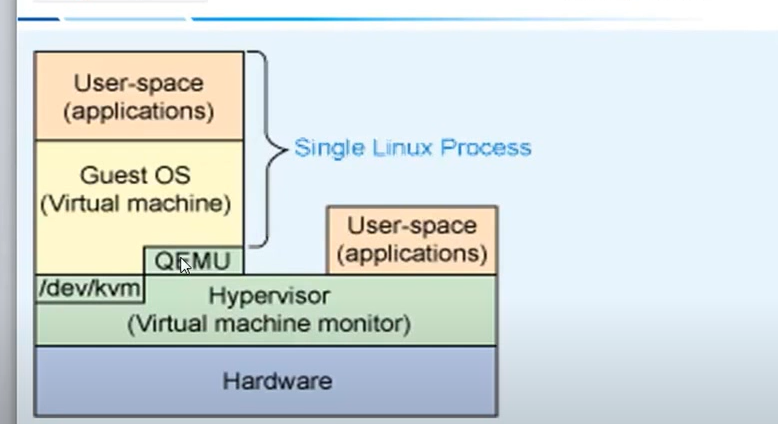 User-space
(applications)
Single Linux Process
Guest OS
(Virtual machine)
User-space
(applications)
QEMU
/dev/kvm
Hypervisor
(Virtual machine monitor)
Hardware